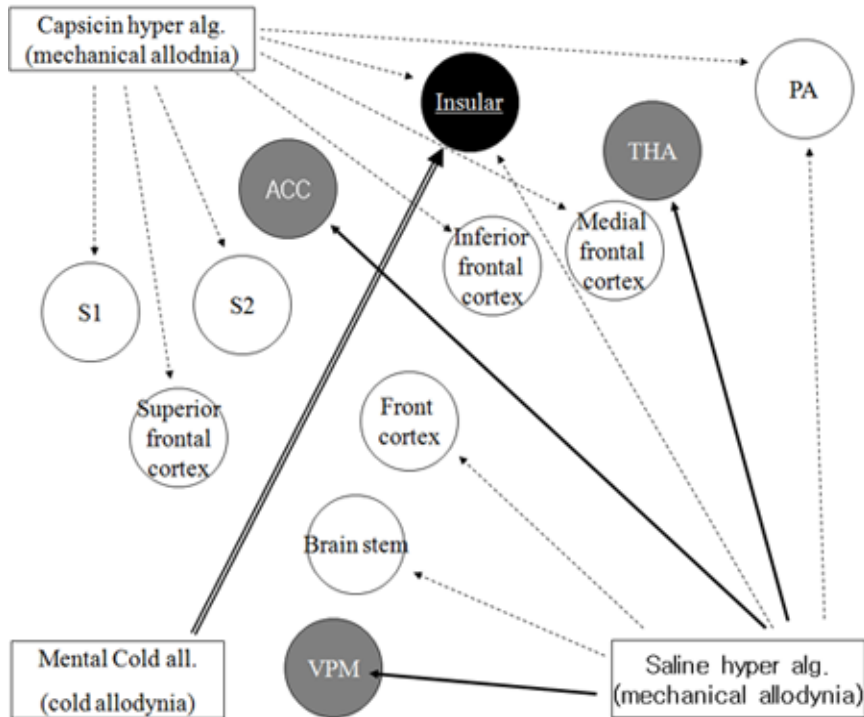 Capsicin hyper alg.
(mechanical allodnia)
Insular
PA
THA
ACC
Inferior
frontal
cortex
Medial
frontal
cortex
S1
S2
Superior
frontal
cortex
Front
cortex
Brain stem
Mental Cold all.
(cold allodynia)
VPM
Saline hyper alg.
(mechanical allodynia)